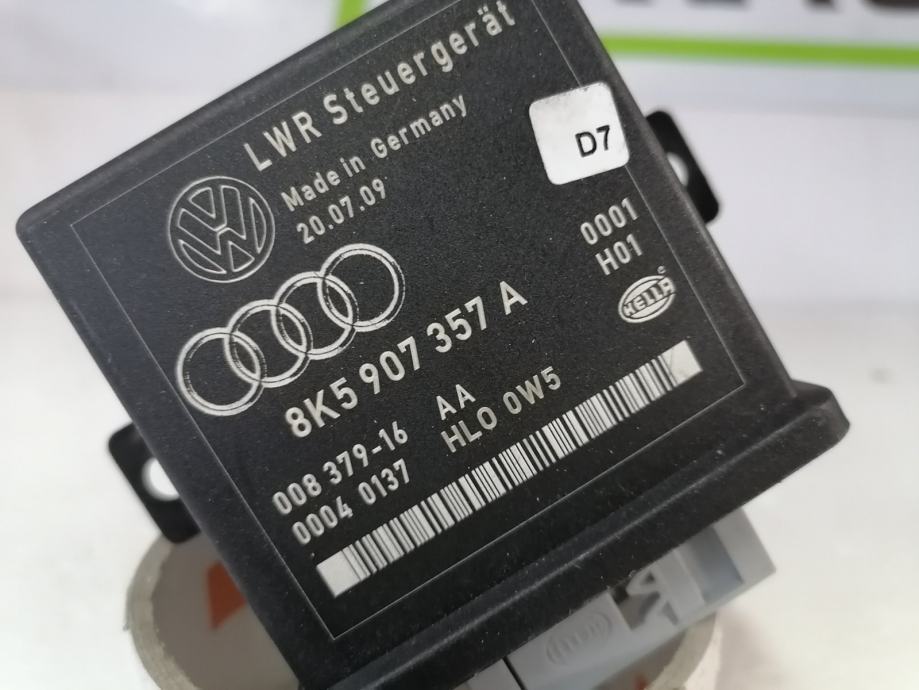 LWR Steuergerät
Made in Germany
20.07.09
D7
0001
H01
HELLA
8K5 907 357 A
008 379-16 AA
0004 0137 HLO 0W5